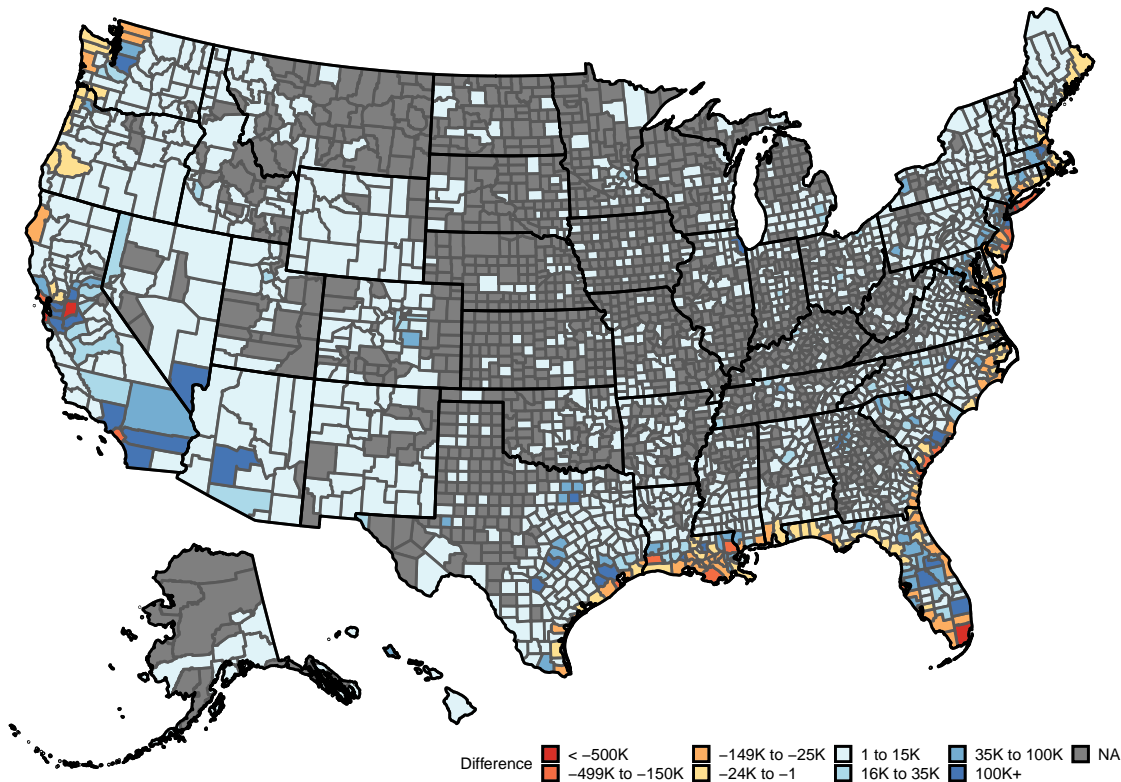 < −500K −149K to −25K 1 to 15K 35K to 100K NA
Difference
−499K to −150K −24K to −1 16K to 35K 100K+